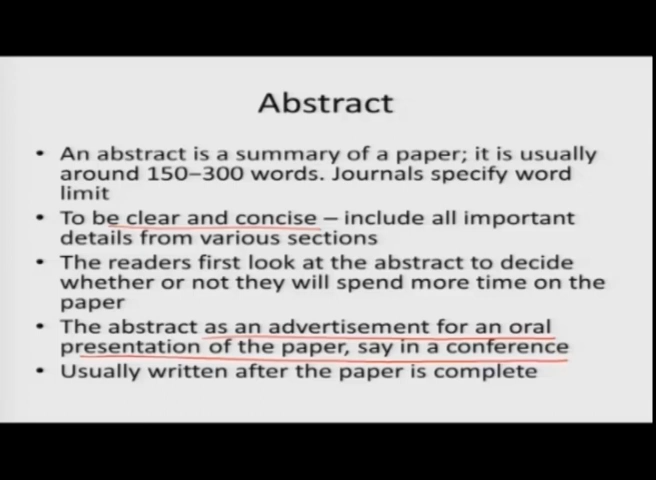 Abstract
• An abstract is a summary of a paper; it is usually
around 150–300 words. Journals specify word
limit
• To be clear and concise – include all important
details from various sections
• The readers first look at the abstract to decide
whether or not they will spend more time on the
paper
• The abstract as an advertisement for an oral
presentation of the paper, say in a conference
• Usually written after the paper is complete